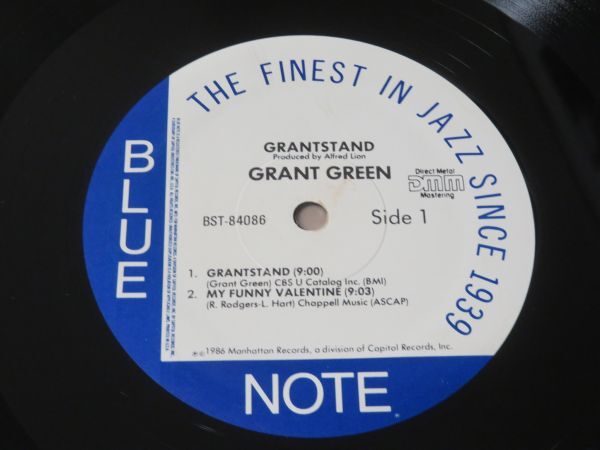 THE FINEST IN JAZZ SINCE 1939
GRANTSTAND
Produced by Alfred Lion
GRANT GREEN
Direct Metal
DMM
Mastering
BST-84086
Side 1
1. GRANTSTAND (9:00)
(Grant Green) CBS U Catalog Inc. (BMI)
2. MY FUNNY VALENTINE (9:03)
(R. Rodgers-L. Hart) Chappell Music (ASCAP)
℗©1986 Manhattan Records, a division of Capitol Records, Inc.
BLUE
NOTE